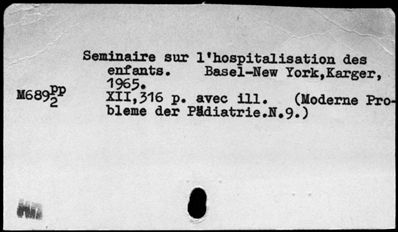 Seminaire sur l'hospitalisation des
enfants. Basel-New York,Karger,
1965.
M689pp
2
XII,316 p. avec ill. (Moderne Pro-
bleme der Pädiatrie.N.9.)